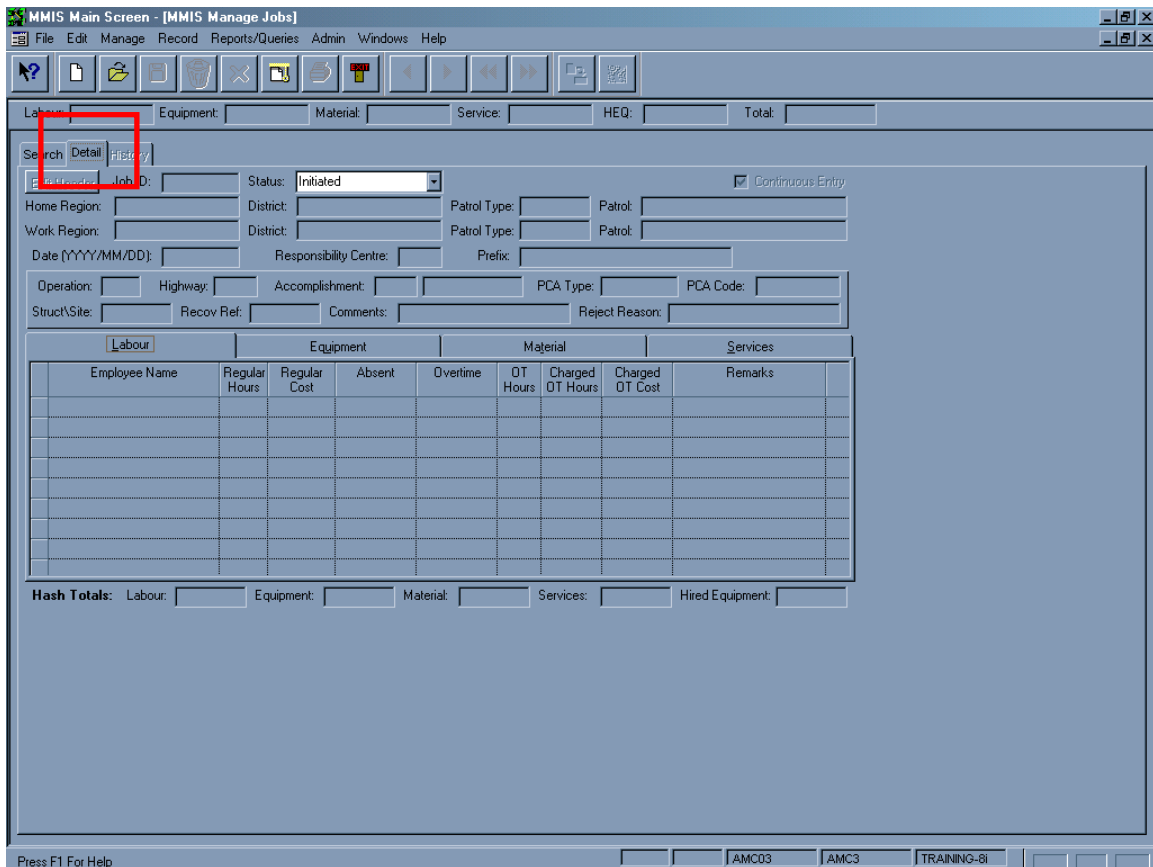 MMIS Main Screen - [MMIS Manage Jobs]
File Edit Manage Record Reports/Queries Admin Windows Help
EXIT
Labour: Equipment: Material: Service: HEQ: Total:
Search Detail History
Edit Header Job ID: Status: Initiated Continuous Entry
Home Region: District: Patrol Type: Patrol:
Work Region: District: Patrol Type: Patrol:
Date (YYYY/MM/DD): Responsibility Centre: Prefix:
Operation: Highway: Accomplishment: PCA Type: PCA Code:
Struct\Site: Recov Ref: Comments: Reject Reason:
Labour Equipment Material Services
Employee Name Regular Hours Regular Cost Absent Overtime OT Hours Charged OT Hours Charged OT Cost Remarks
Hash Totals: Labour: Equipment: Material: Services: Hired Equipment:
Press F1 For Help AMC03 AMC3 TRAINING-8i